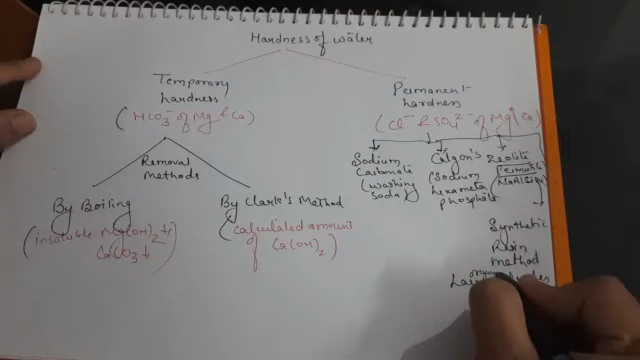 Hardness of water
Temporary
hardness
(HCO₃⁻ of Mg & Ca)
Permanent
hardness
(Cl⁻ & SO₄²⁻ of Mg & Ca)
Removal
Methods
By Boiling
(insoluble Mg(OH)₂↓
CaCO₃↓)
By Clark's Method
(calculated amount
of Ca(OH)₂)
Sodium
Carbonate
(washing
soda)
Calgon's
(Sodium
hexameta
phosphate)
Zeolite
Permutit
Synthetic
Resin
method
organic